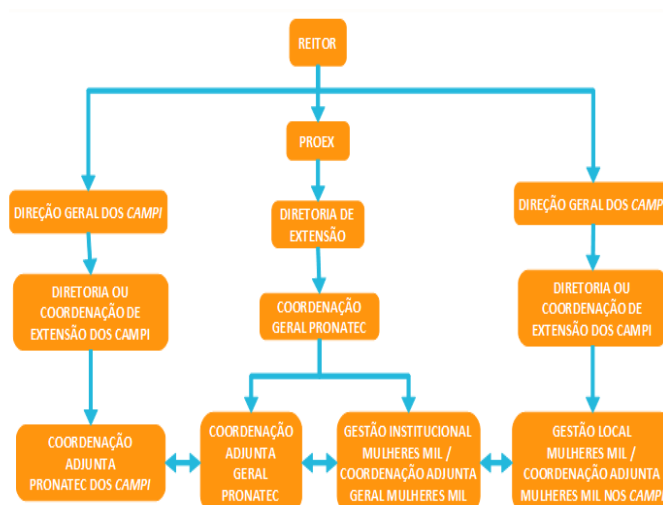 REITOR
PROEX
DIREÇÃO GERAL DOS CAMPI
DIRETORIA DE
EXTENSÃO
DIREÇÃO GERAL DOS CAMPI
DIRETORIA OU
COORDENAÇÃO DE
EXTENSÃO DOS CAMPI
COORDENAÇÃO
GERAL PRONATEC
DIRETORIA OU
COORDENAÇÃO DE
EXTENSÃO DOS CAMPI
COORDENAÇÃO
ADJUNTA
PRONATEC DOS CAMPI
COORDENAÇÃO
ADJUNTA
GERAL
PRONATEC
GESTÃO INSTITUCIONAL
MULHERES MIL /
COORDENAÇÃO ADJUNTA
GERAL MULHERES MIL
GESTÃO LOCAL
MULHERES MIL /
COORDENAÇÃO ADJUNTA
MULHERES MIL NOS CAMPI